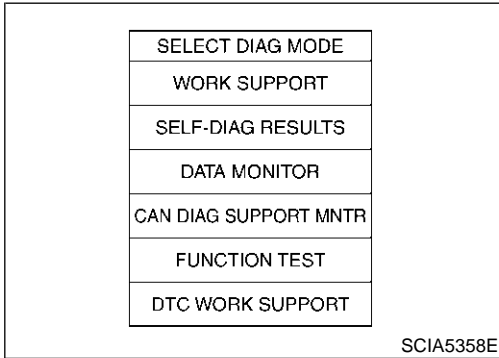 SELECT DIAG MODE
WORK SUPPORT
SELF-DIAG RESULTS
DATA MONITOR
CAN DIAG SUPPORT MNTR
FUNCTION TEST
DTC WORK SUPPORT
SCIA5358E